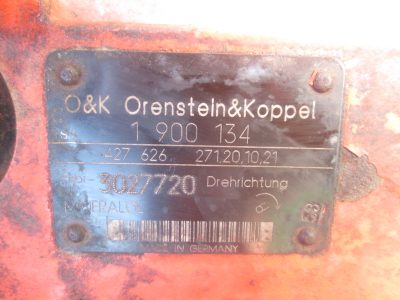 O&K Orenstein&Koppel
1 900 134
427 626 271.20.10.21
3027720 Drehrichtung
R
IN GERMANY